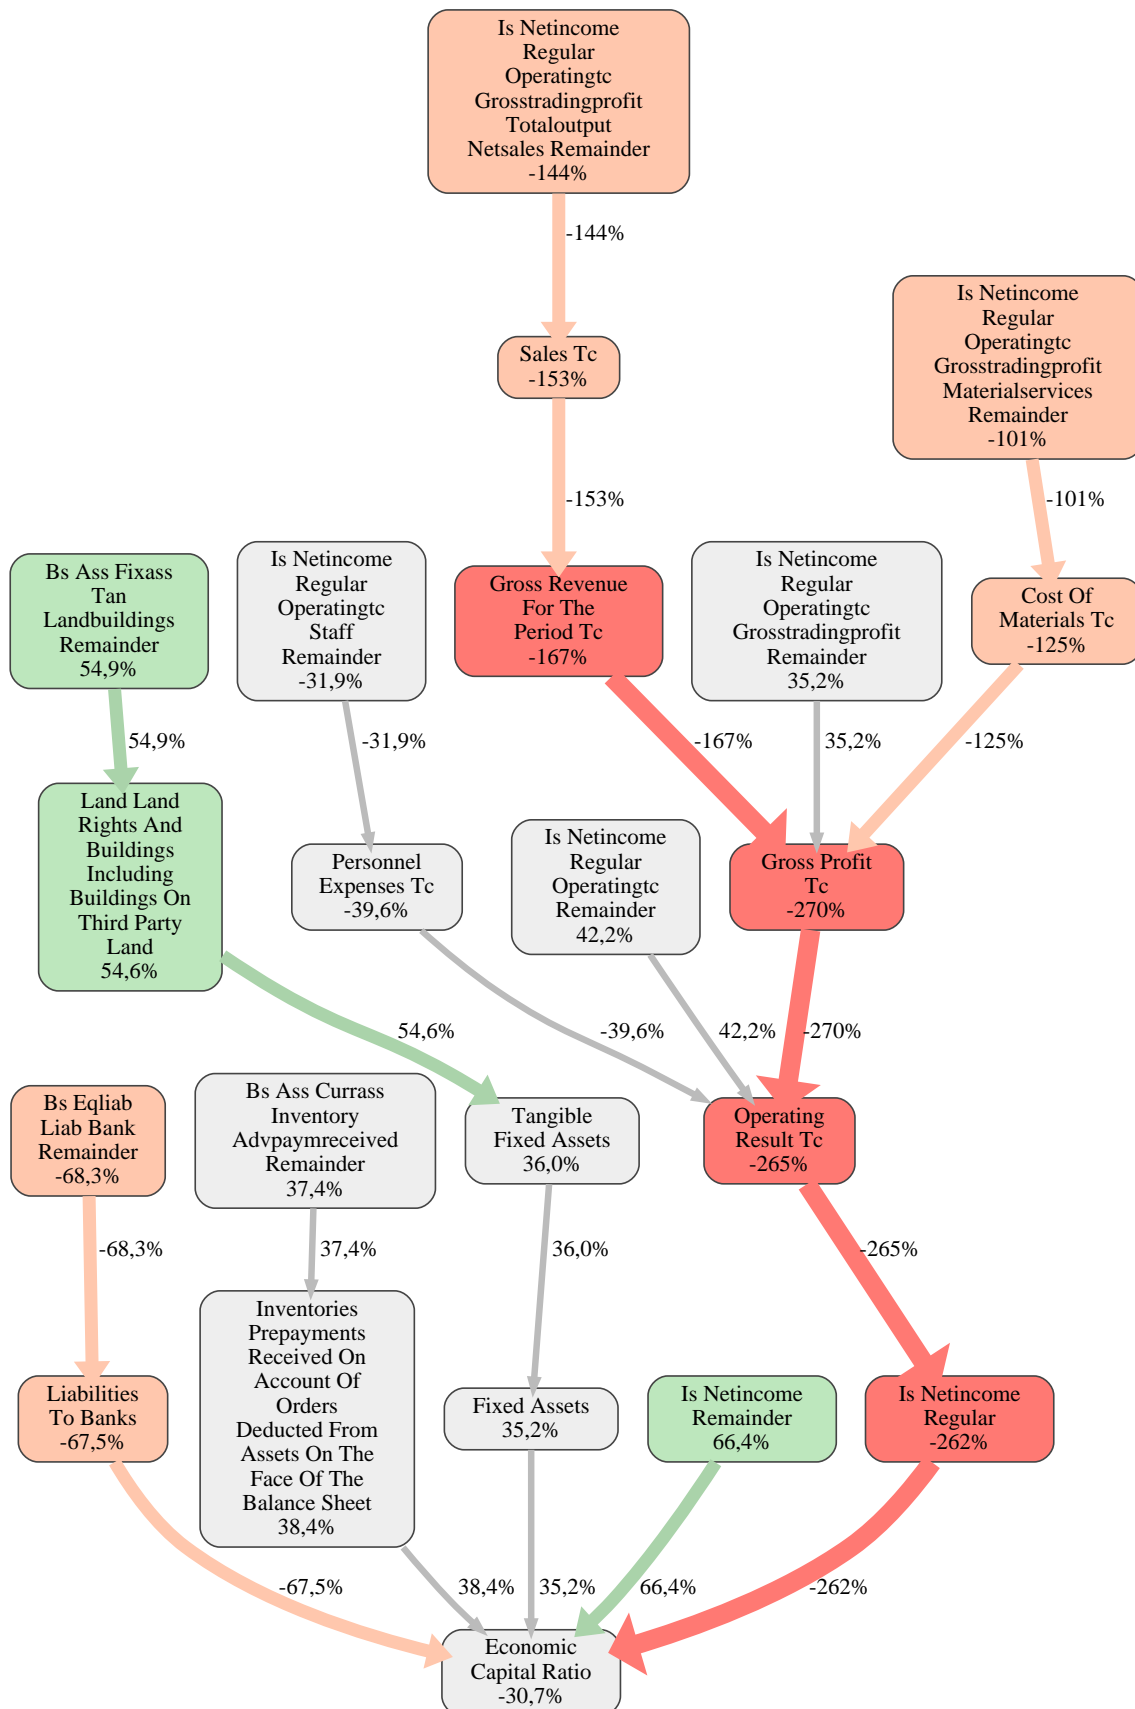 Is Netincome
Regular
Operatingtc
Grosstradingprofit
Totaloutput
Netsales Remainder
-144%
-144%
Sales Tc
-153%
-153%
Is Netincome
Regular
Operatingtc
Grosstradingprofit
Materialservices
Remainder
-101%
-101%
Bs Ass Fixass
Tan
Landbuildings
Remainder
54,9%
54,9%
Is Netincome
Regular
Operatingtc
Staff
Remainder
-31,9%
-31,9%
Gross Revenue
For The
Period Tc
-167%
-167%
Is Netincome
Regular
Operatingtc
Grosstradingprofit
Remainder
35,2%
35,2%
Cost Of
Materials Tc
-125%
-125%
Land Land
Rights And
Buildings
Including
Buildings On
Third Party
Land
54,6%
54,6%
Personnel
Expenses Tc
-39,6%
-39,6%
Is Netincome
Regular
Operatingtc
Remainder
42,2%
42,2%
Gross Profit
Tc
-270%
-270%
Bs Eqliab
Liab Bank
Remainder
-68,3%
-68,3%
Bs Ass Currass
Inventory
Advpaymreceived
Remainder
37,4%
37,4%
Tangible
Fixed Assets
36,0%
36,0%
Operating
Result Tc
-265%
-265%
Liabilities
To Banks
-67,5%
-67,5%
Inventories
Prepayments
Received On
Account Of
Orders
Deducted From
Assets On The
Face Of The
Balance Sheet
38,4%
38,4%
Fixed Assets
35,2%
35,2%
Is Netincome
Remainder
66,4%
66,4%
Is Netincome
Regular
-262%
-262%
Economic
Capital Ratio
-30,7%